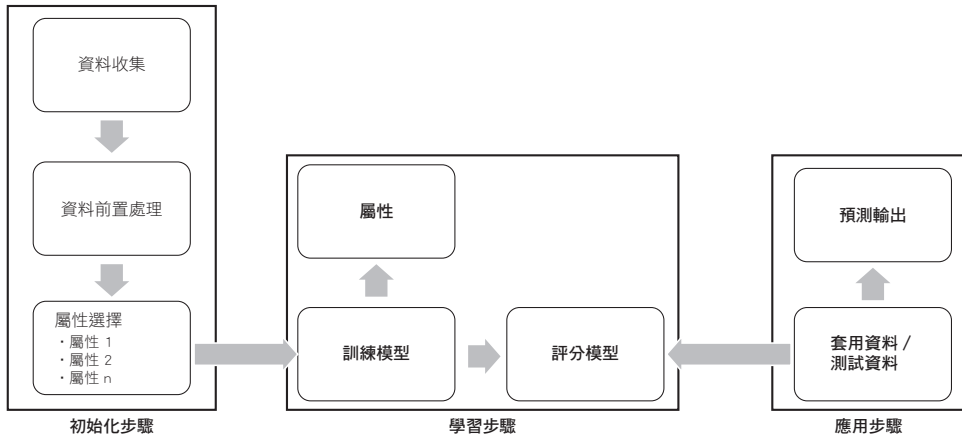 資料收集
資料前置處理
屬性選擇
・屬性 1
・屬性 2
・屬性 n
初始化步驟
屬性
訓練模型
評分模型
學習步驟
預測輸出
套用資料 /
測試資料
應用步驟